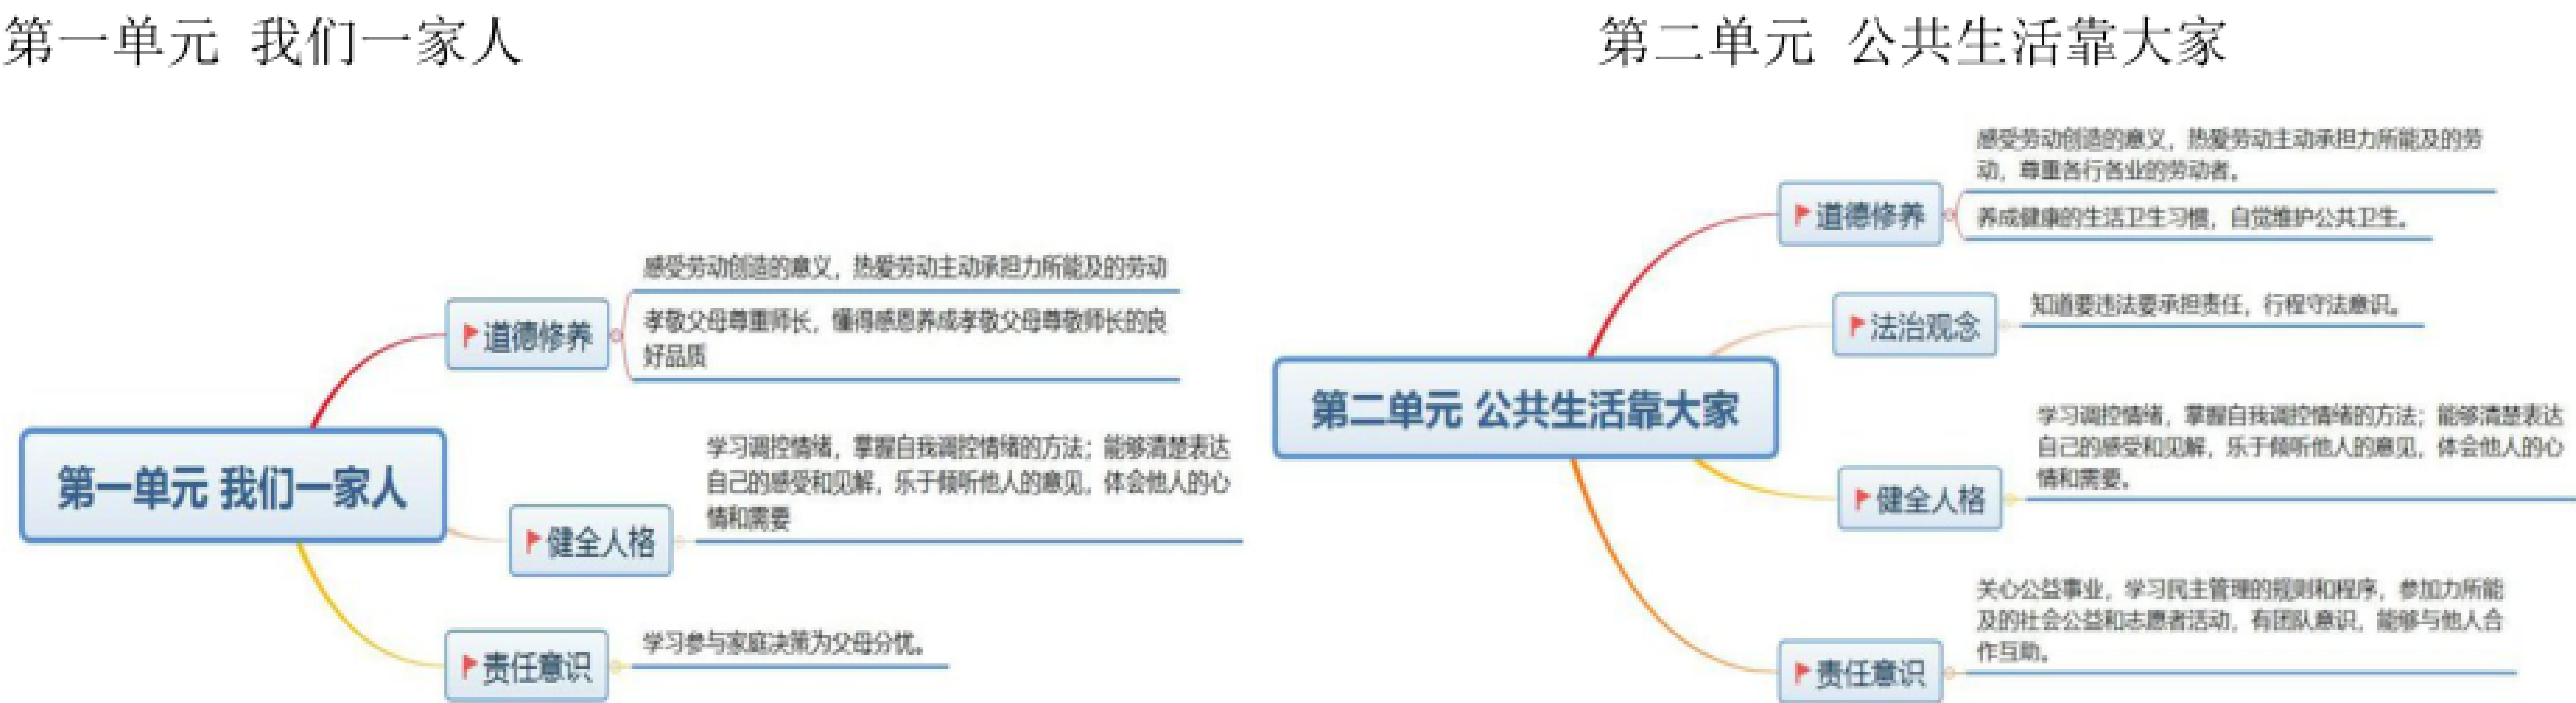 第一单元 我们一家人
感受劳动创造的意义，热爱劳动主动承担力所能及的劳动
道德修养
孝敬父母尊重师长，懂得感恩养成孝敬父母尊敬师长的良
好品质
第一单元 我们一家人
学习调控情绪，掌握自我调控情绪的方法；能够清楚表达
自己的感受和见解，乐于倾听他人的意见，体会他人的心
情和需要
健全人格
学习参与家庭决策为父母分忧。
责任意识
第二单元 公共生活靠大家
感受劳动创造的意义，热爱劳动主动承担力所能及的劳
动，尊重各行各业的劳动者。
道德修养
养成健康的生活卫生习惯，自觉维护公共卫生。
知道要违法要承担责任，行程守法意识。
法治观念
第二单元 公共生活靠大家
学习调控情绪，掌握自我调控情绪的方法；能够清楚表达
自己的感受和见解，乐于倾听他人的意见，体会他人的心
情和需要。
健全人格
关心公益事业，学习民主管理的规则和程序，参加力所能
及的社会公益和志愿者活动，有团队意识，能够与他人合
作互助。
责任意识